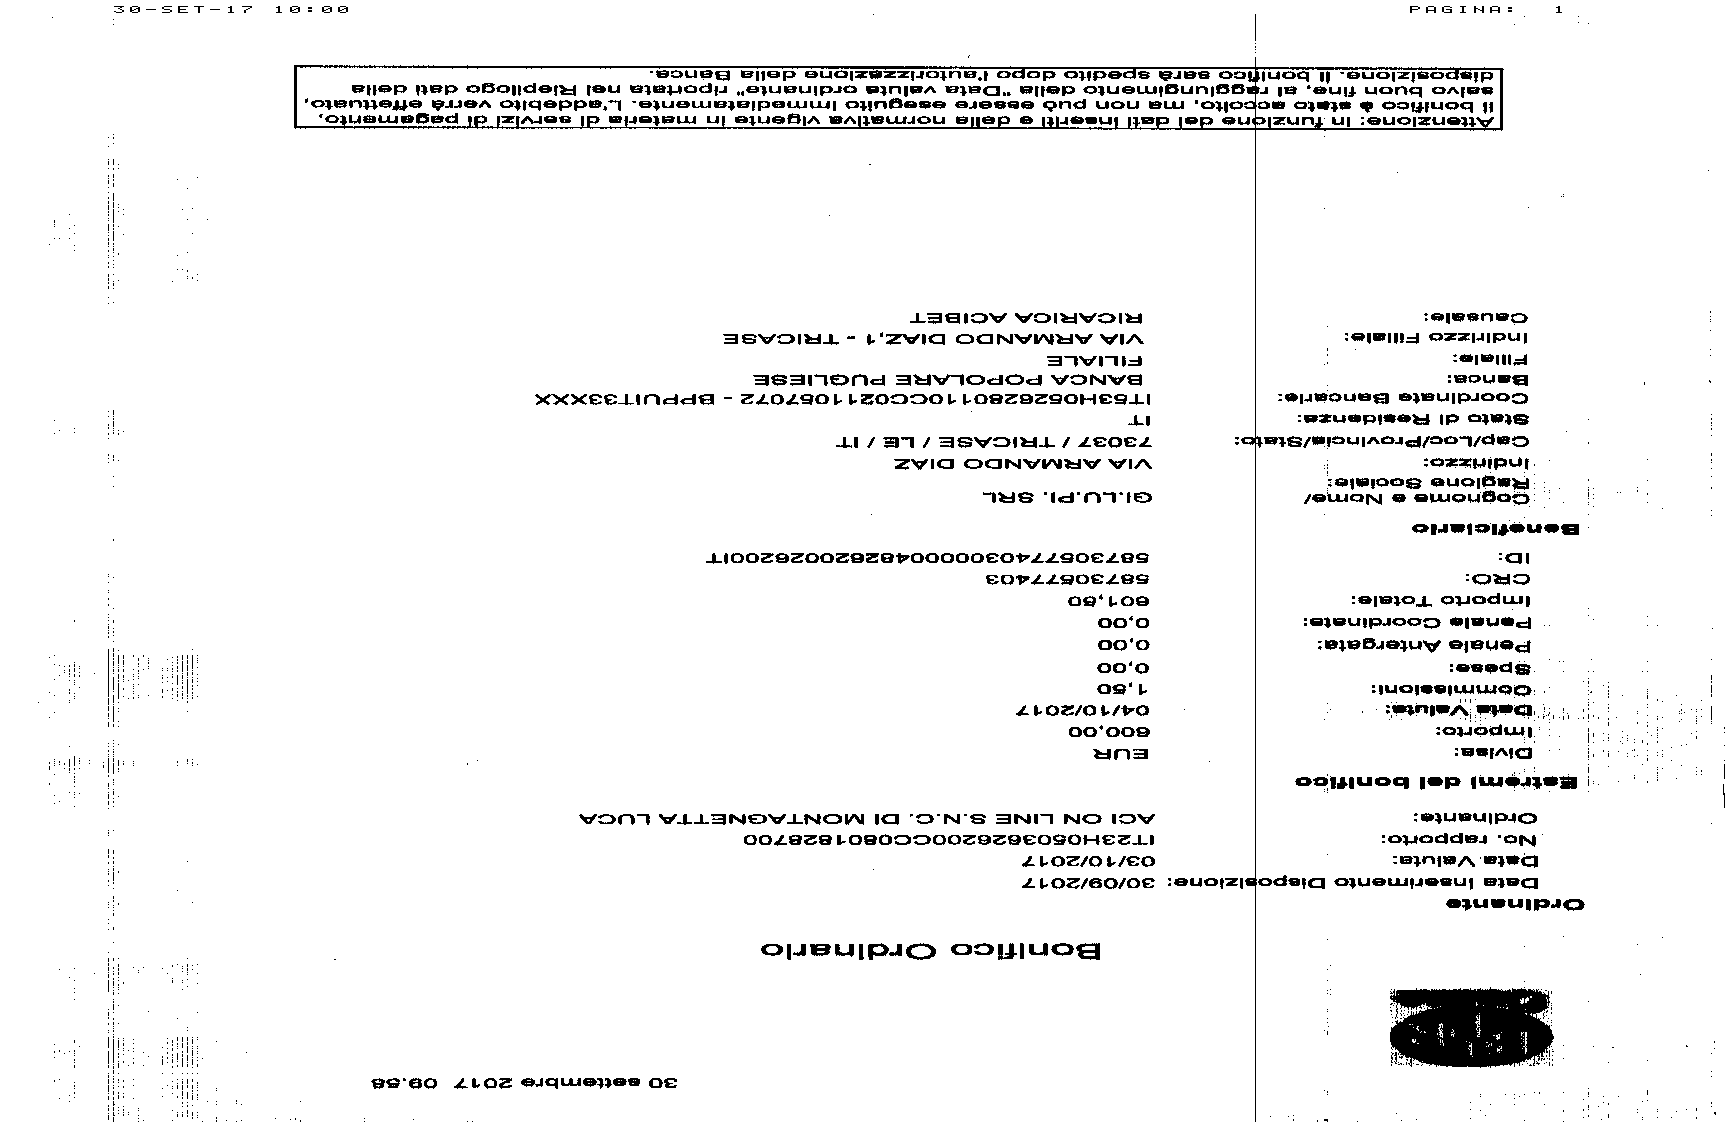 30-SET-17 10:00 PAGINA: 1
30 settembre 2017 09.58
Bonifico Ordinario
Ordinante
Data Inserimento Disposizione: 30/09/2017
Data Valuta: 03/10/2017
No. rapporto: IT23H0503626200CC0801828700
Ordinante: ACI ON LINE S.N.C. DI MONTAGNETTA LUCA
Estremi del bonifico
Divisa: EUR
Importo: 600,00
Data Valuta: 04/10/2017
Commissioni: 1,50
Spese: 0,00
Penale Antergata: 0,00
Penale Coordinate: 0,00
Importo Totale: 601,50
CRO: 58730577403
ID: 5873057740300000482620026200IT
Beneficiario
Cognome e Nome/
Ragione Sociale: GI.LU.PI. SRL
Indirizzo: VIA ARMANDO DIAZ
Cap/Loc/Provincia/Stato: 73037 / TRICASE / LE / IT
Stato di Residenza: IT
Coordinate Bancarie: IT53H0526280110CC0211057072 - BPPUIT33XXX
Banca: BANCA POPOLARE PUGLIESE
Filiale: FILIALE
Indirizzo Filiale: VIA ARMANDO DIAZ,1 - TRICASE
Causale: RICARICA ACIBET
Attenzione: in funzione dei dati inseriti e della normativa vigente in materia di servizi di pagamento,
il bonifico è stato accolto, ma non può essere eseguito immediatamente. L'addebito verrà effettuato,
salvo buon fine, al raggiungimento della "Data valuta ordinante" riportata nel Riepilogo dati della
disposizione. Il bonifico sarà spedito dopo l'autorizzazione della Banca.